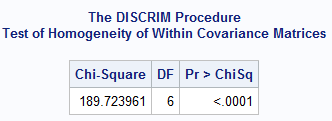 The DISCRIM Procedure
Test of Homogeneity of Within Covariance Matrices
Chi-Square DF Pr > ChiSq
189.723961 6 <.0001